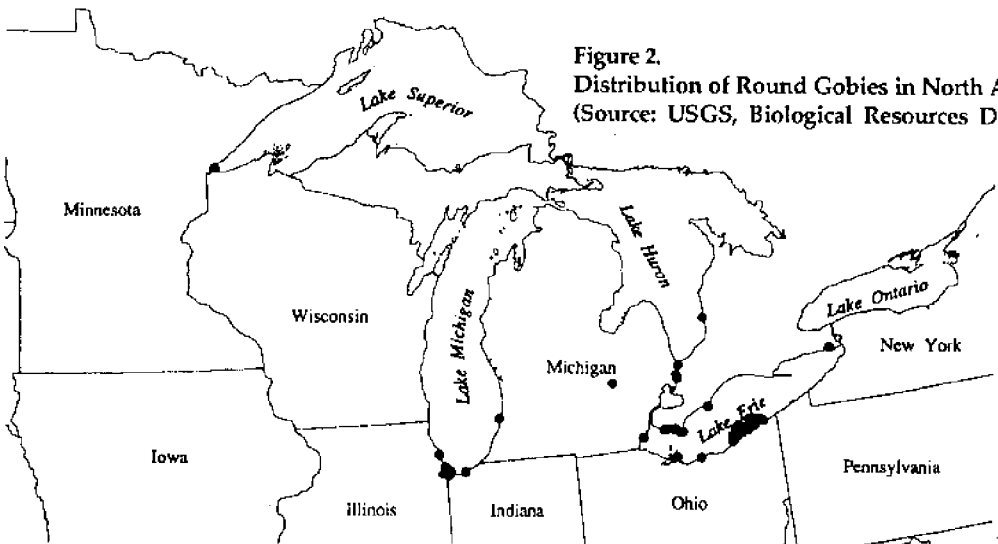 Figure 2.
Distribution of Round Gobies in North A
(Source: USGS, Biological Resources D
Lake Superior
Minnesota
Lake Huron
Lake Michigan
Lake Ontario
Wisconsin
New York
Michigan
Lake Erie
Iowa
Pennsylvania
Illinois
Indiana
Ohio